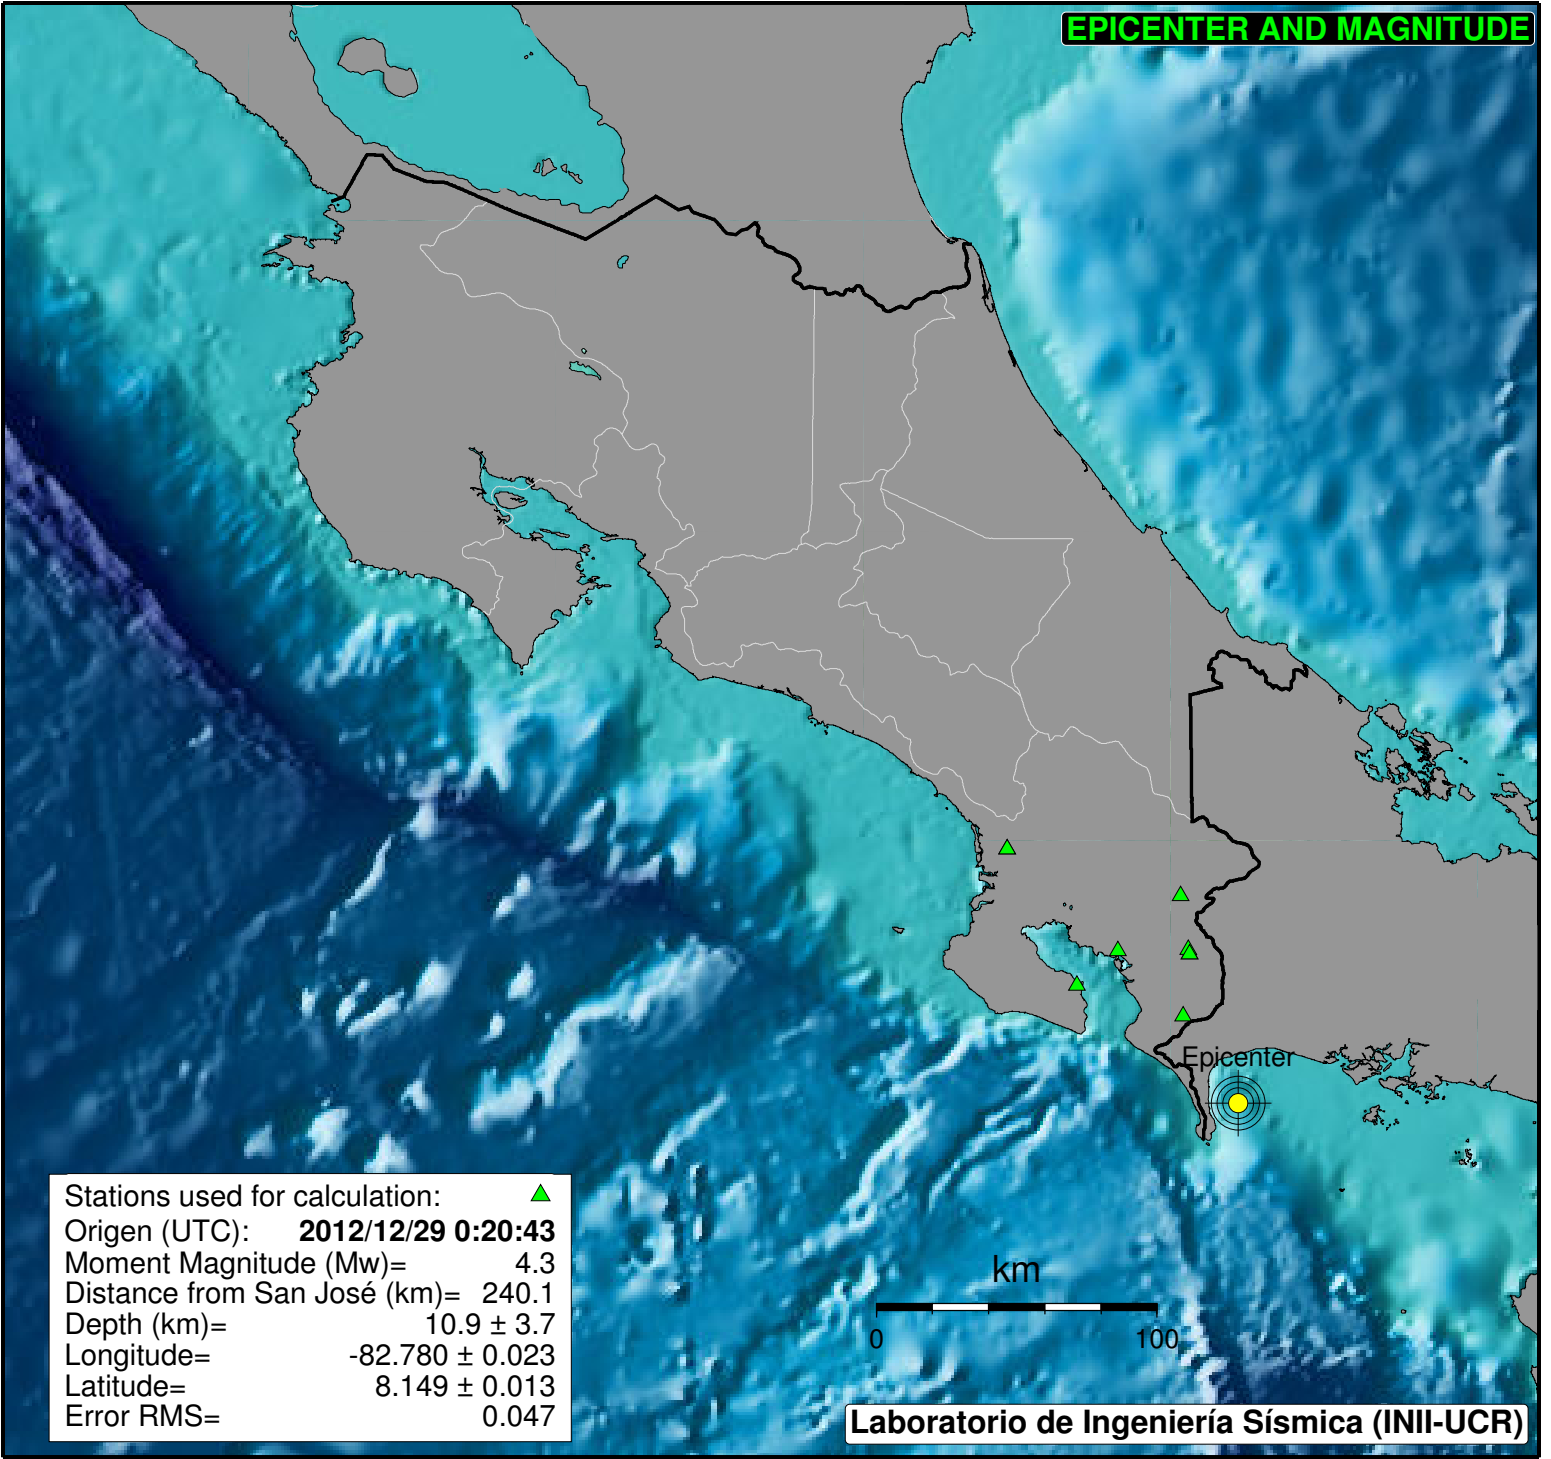 EPICENTER AND MAGNITUDE
Epicenter
Stations used for calculation:
Origen (UTC): 2012/12/29 0:20:43
Moment Magnitude (Mw)= 4.3
Distance from San José (km)= 240.1
Depth (km)= 10.9 ± 3.7
Longitude= -82.780 ± 0.023
Latitude= 8.149 ± 0.013
Error RMS= 0.047
km
0 100
Laboratorio de Ingeniería Sísmica (INII-UCR)